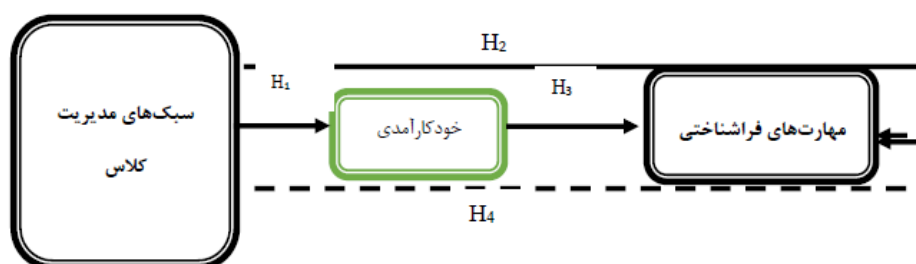 H₂
H₁
H₃
سبک‌های مدیریت
کلاس
خودکارآمدی
مهارت‌های فراشناختی
H₄